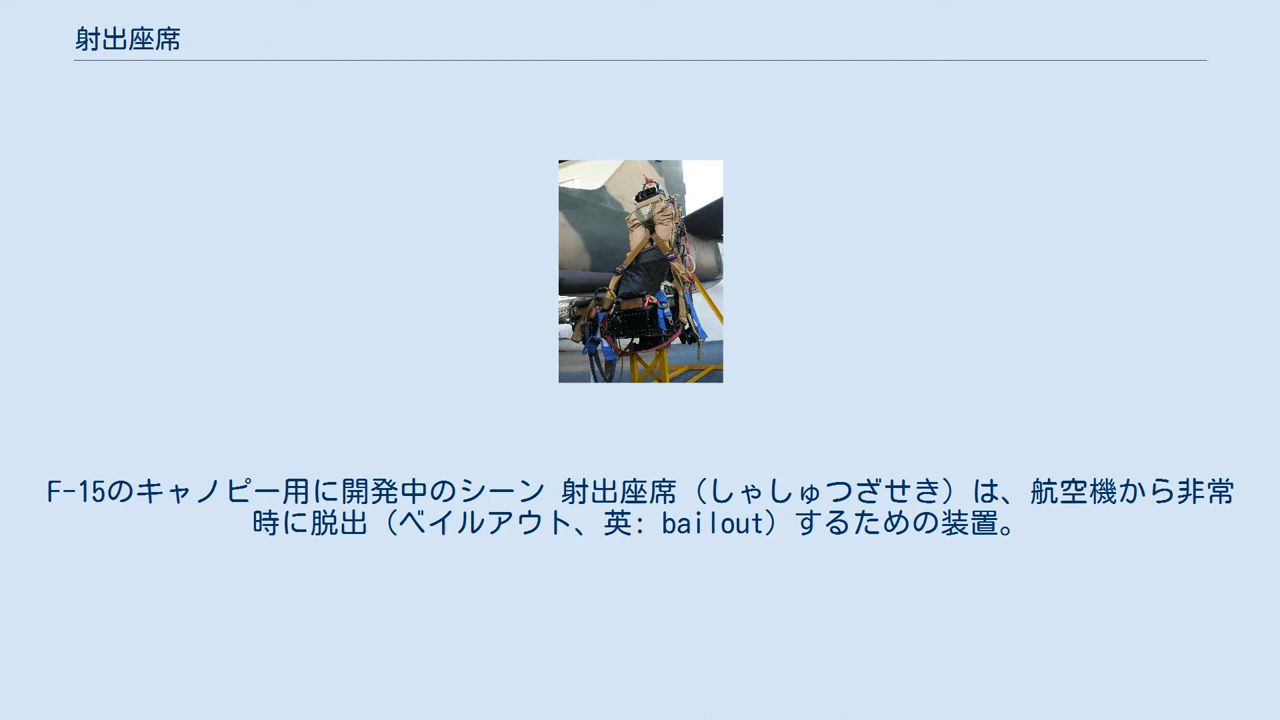 射出座席
F-15のキャノピー用に開発中のシーン 射出座席（しゃしゅつざせき）は、航空機から非常
時に脱出（ベイルアウト、英: bailout）するための装置。